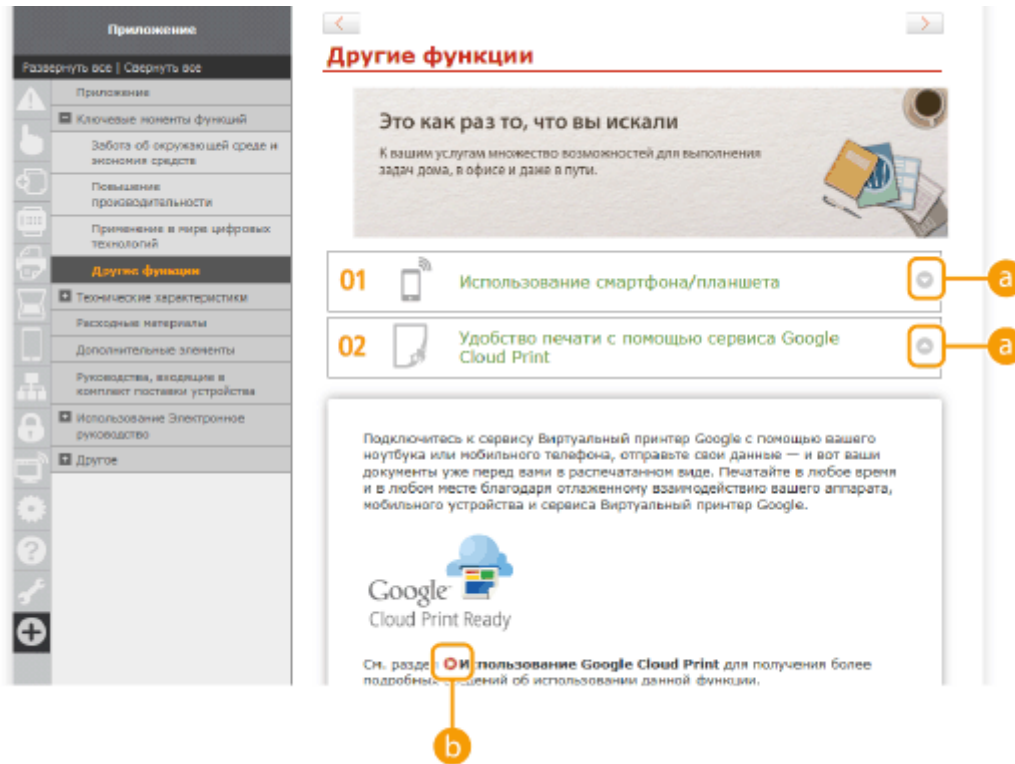 Приложение
Развернуть все | Свернуть все
Приложение
Ключевые моменты функций
Забота об окружающей среде и
экономия средств
Повышение
производительности
Применение в мире цифровых
технологий
Другие функции
Технические характеристики
Расходные материалы
Дополнительные элементы
Руководства, входящие в
комплект поставки устройства
Использование Электронное
руководство
Другое
Другие функции
Это как раз то, что вы искали
К вашим услугам множество возможностей для выполнения
задач дома, в офисе и даже в пути.
01 Использование смартфона/планшета
a
02 Удобство печати с помощью сервиса Google
Cloud Print
a
Подключитесь к сервису Виртуальный принтер Google с помощью вашего
ноутбука или мобильного телефона, отправьте свои данные — и вот ваши
документы уже перед вами в распечатанном виде. Печатайте в любое время
и в любом месте благодаря отлаженному взаимодействию вашего аппарата,
мобильного устройства и сервиса Виртуальный принтер Google.
Google
Cloud Print Ready
См. раздел Использование Google Cloud Print для получения более
подробных сведений об использовании данной функции.
b